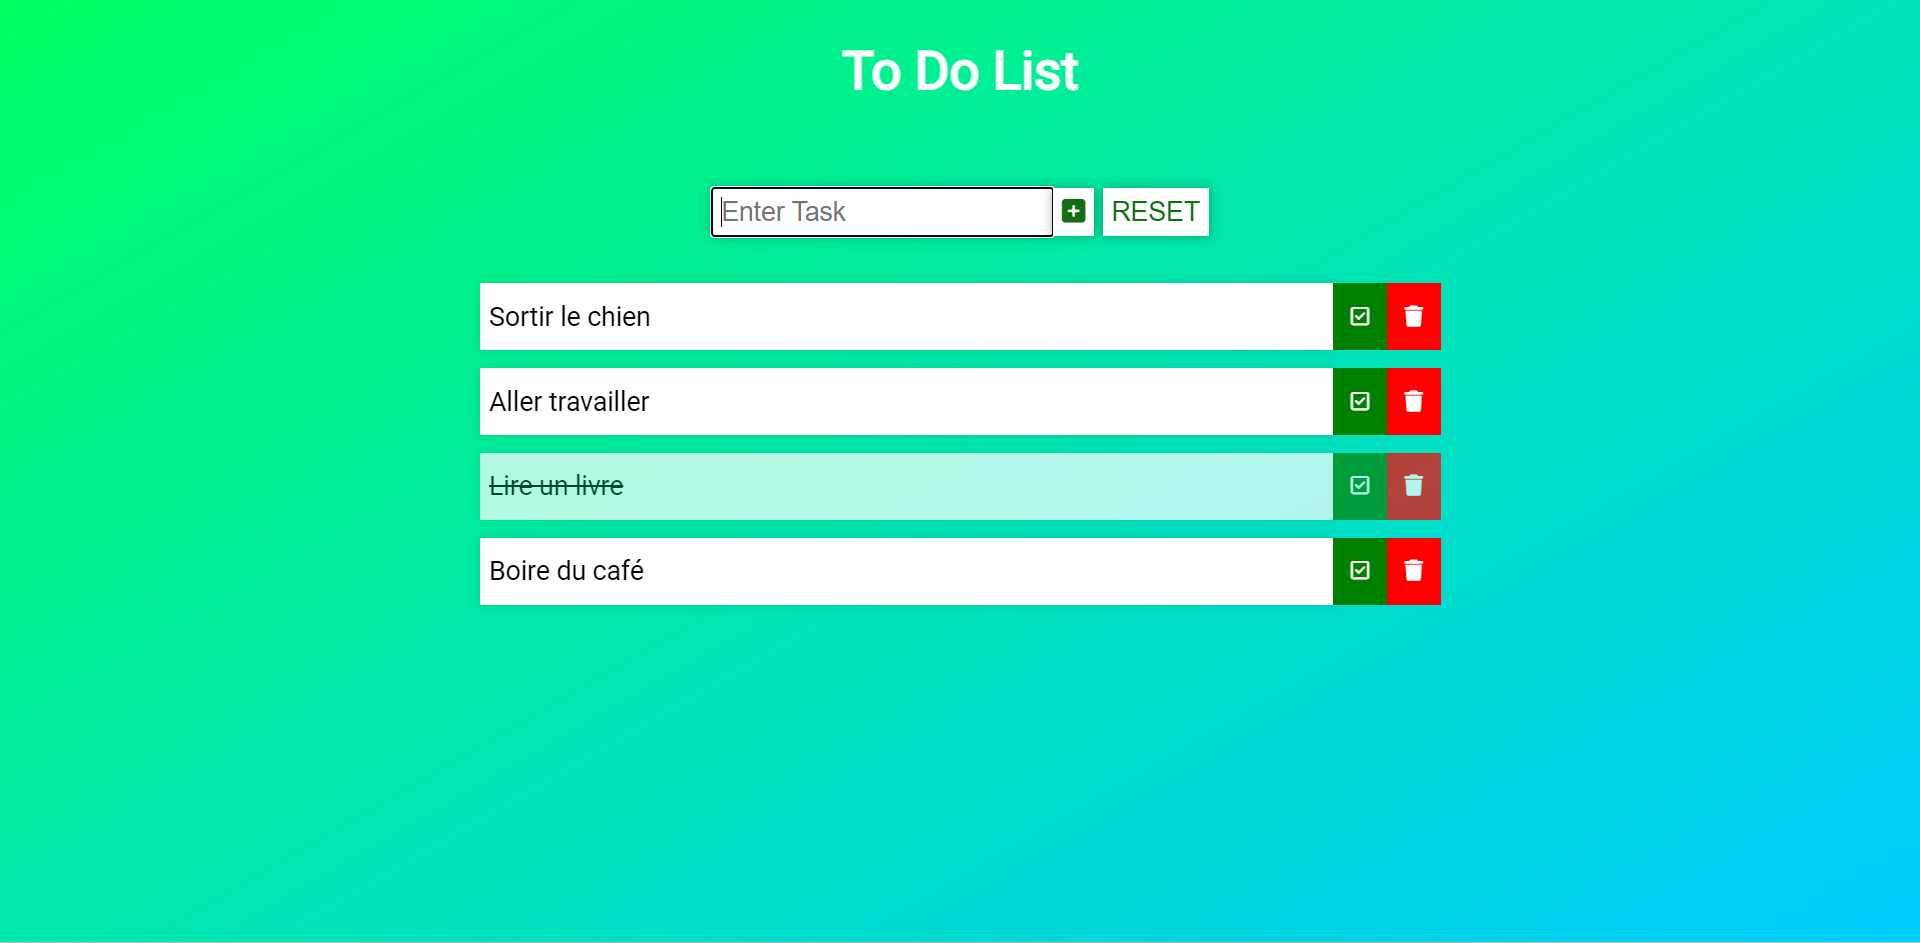 To Do List
Enter Task
RESET
Sortir le chien
Aller travailler
Lire un livre
Boire du café